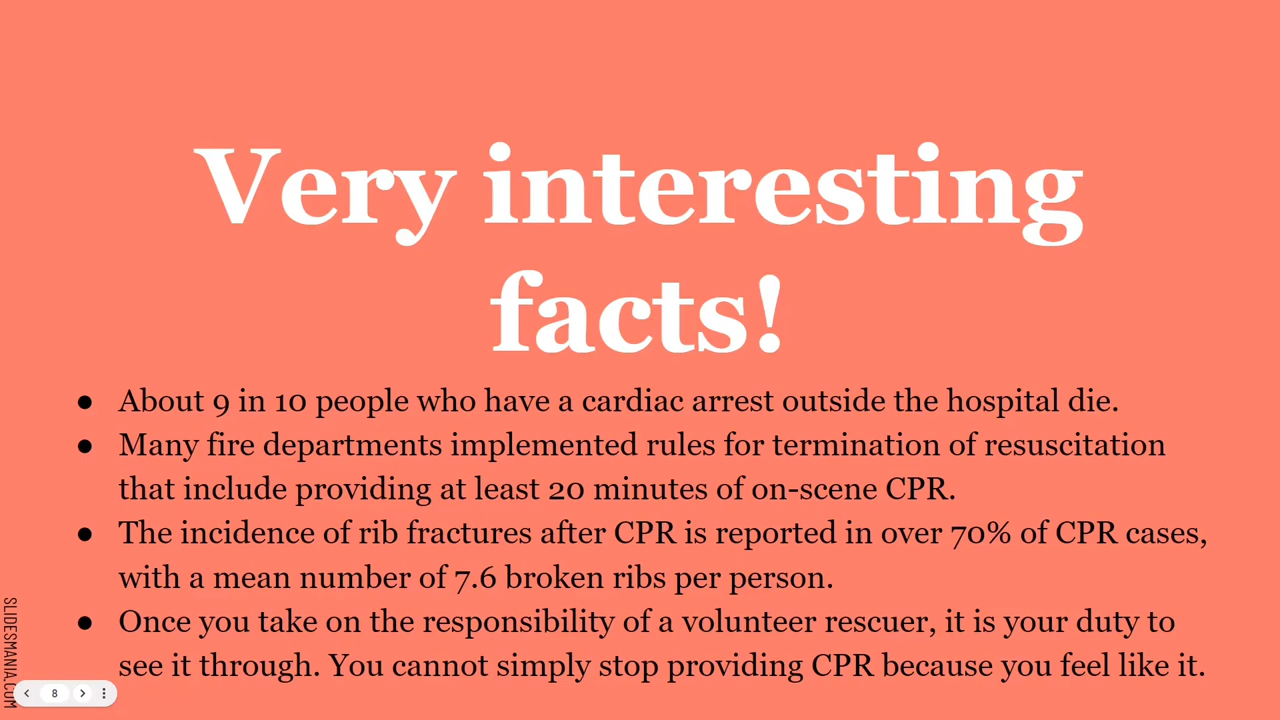 Very interesting
facts!
● About 9 in 10 people who have a cardiac arrest outside the hospital die.
● Many fire departments implemented rules for termination of resuscitation
that include providing at least 20 minutes of on-scene CPR.
● The incidence of rib fractures after CPR is reported in over 70% of CPR cases,
with a mean number of 7.6 broken ribs per person.
● Once you take on the responsibility of a volunteer rescuer, it is your duty to
see it through. You cannot simply stop providing CPR because you feel like it.
SLIDESMANIA.COM
8